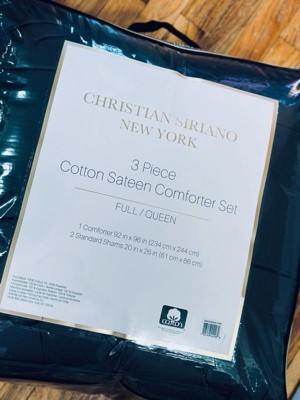 CHRISTIAN SIRIANO
NEW YORK
3 Piece
Cotton Sateen Comforter Set
FULL / QUEEN
1 Comforter 92 in x 96 in (234 cm x 244 cm)
2 Standard Shams 20 in x 26 in (51 cm x 66 cm)
COTTON